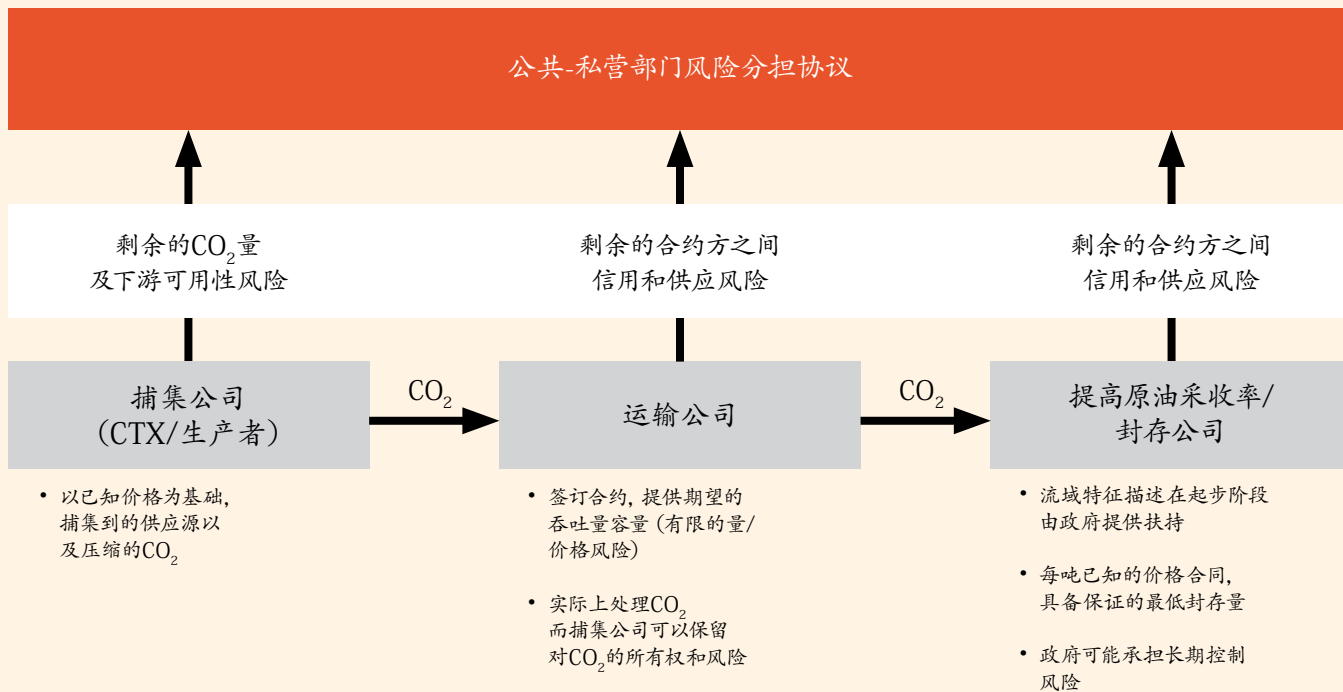 公共-私营部门风险分担协议
剩余的CO₂量
及下游可用性风险
剩余的合约方之间
信用和供应风险
剩余的合约方之间
信用和供应风险
捕集公司
（CTX/生产者）
CO₂
运输公司
CO₂
提高原油采收率/
封存公司
• 以已知价格为基础,
捕集到的供应源以
及压缩的CO₂
• 签订合约, 提供期望的
吞吐量容量 (有限的量/
价格风险)
• 实际上处理CO₂
而捕集公司可以保留
对CO₂的所有权和风险
• 流域特征描述在起步阶段
由政府提供扶持
• 每吨已知的价格合同,
具备保证的最低封存量
• 政府可能承担长期控制
风险